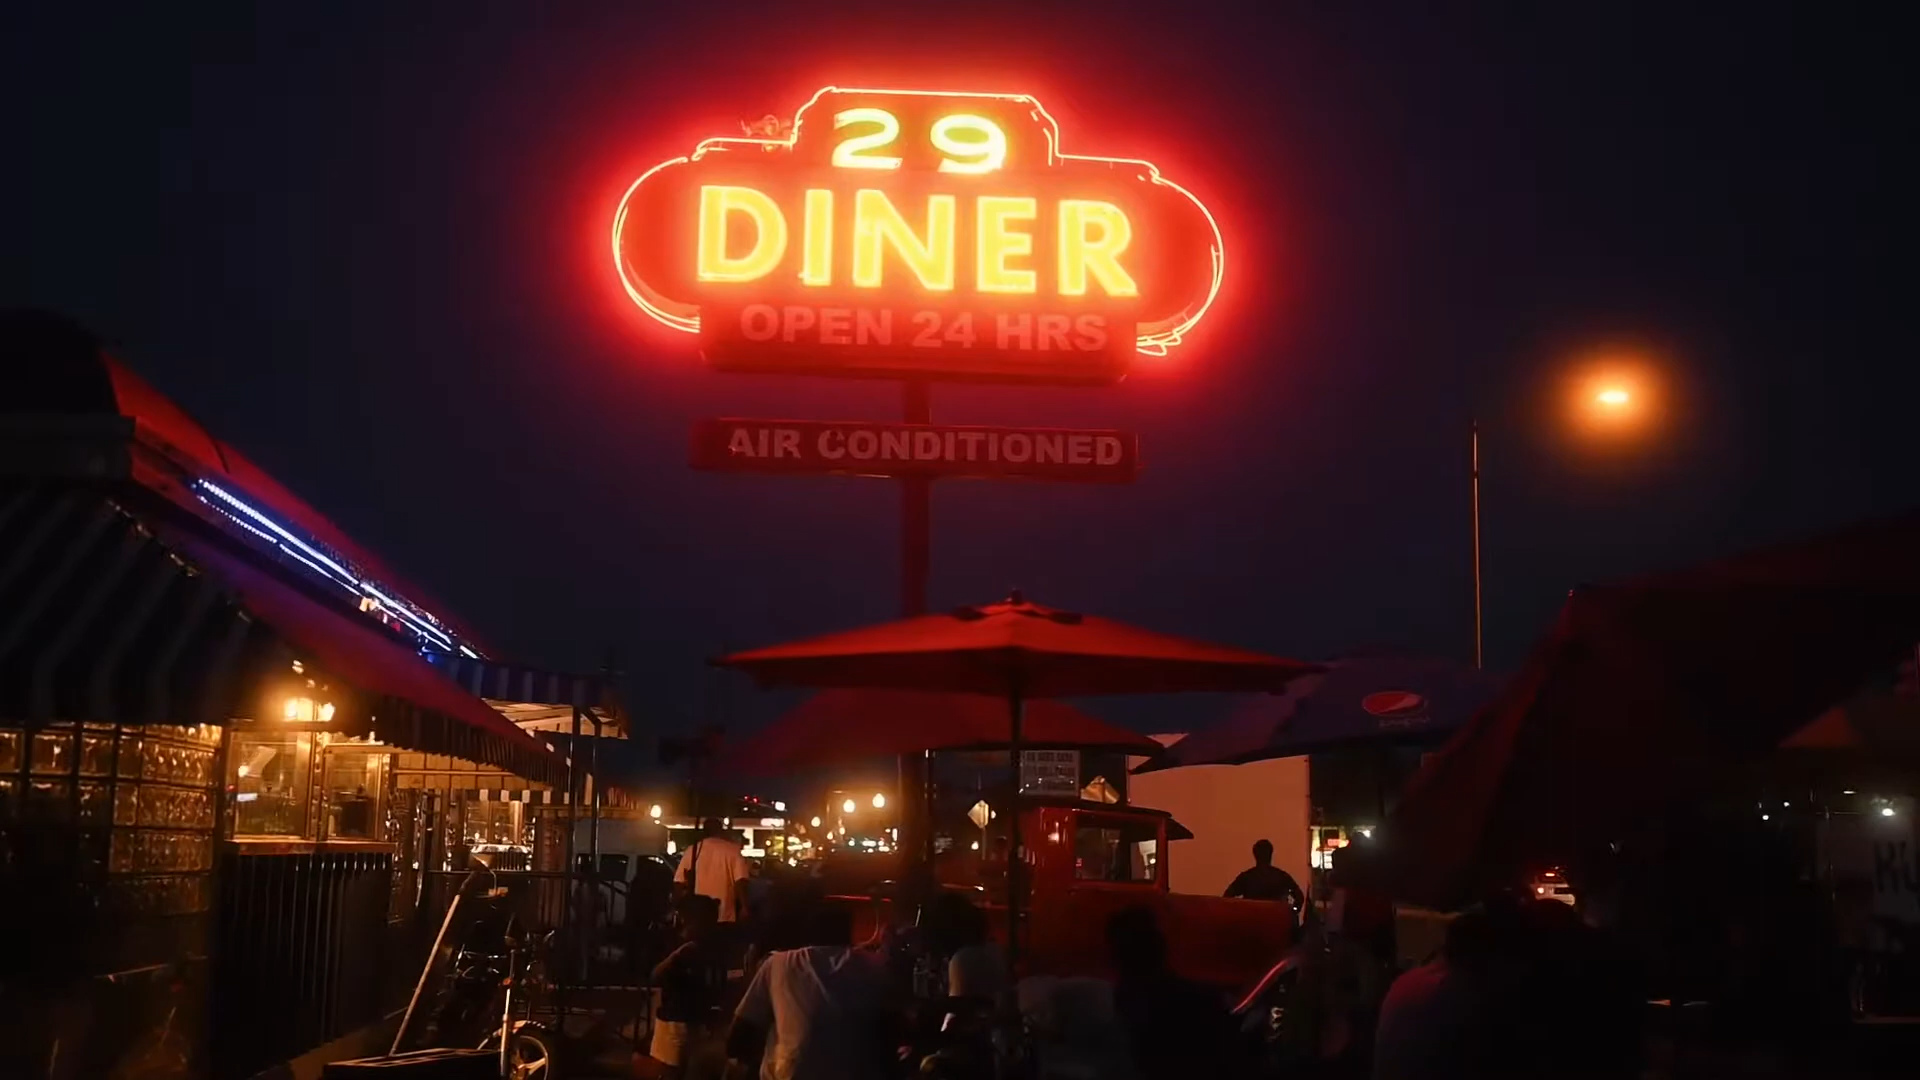 29
DINER
OPEN 24 HRS
AIR CONDITIONED